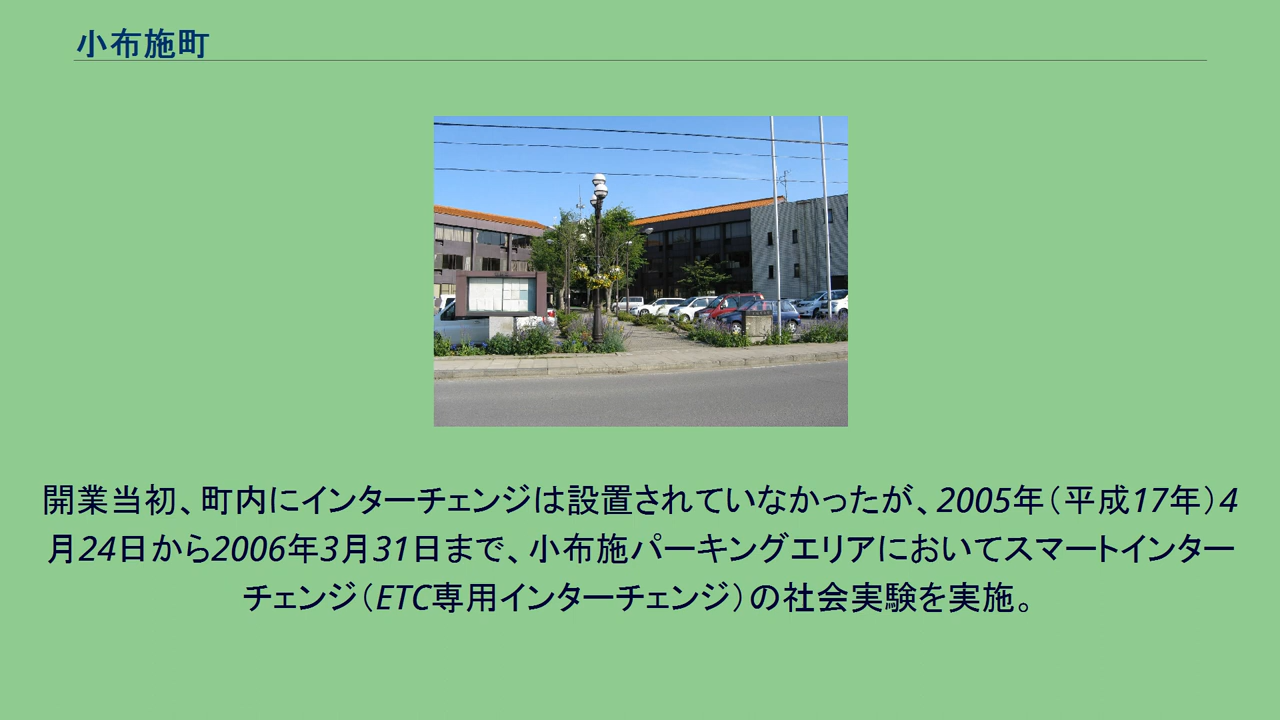 小布施町
開業当初、町内にインターチェンジは設置されていなかったが、2005年（平成17年）4
月24日から2006年3月31日まで、小布施パーキングエリアにおいてスマートインター
チェンジ（ETC専用インターチェンジ）の社会実験を実施。